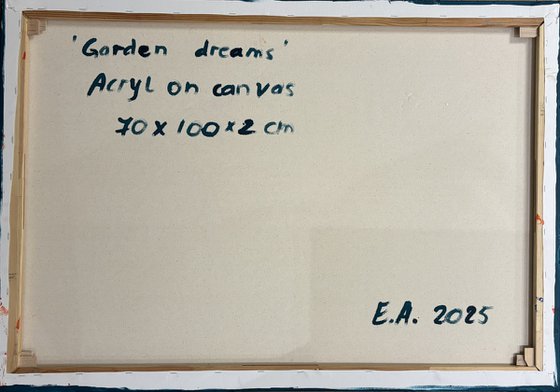 'Garden dreams'
Acryl on canvas
70 x 100 x 2 cm
E.A. 2025